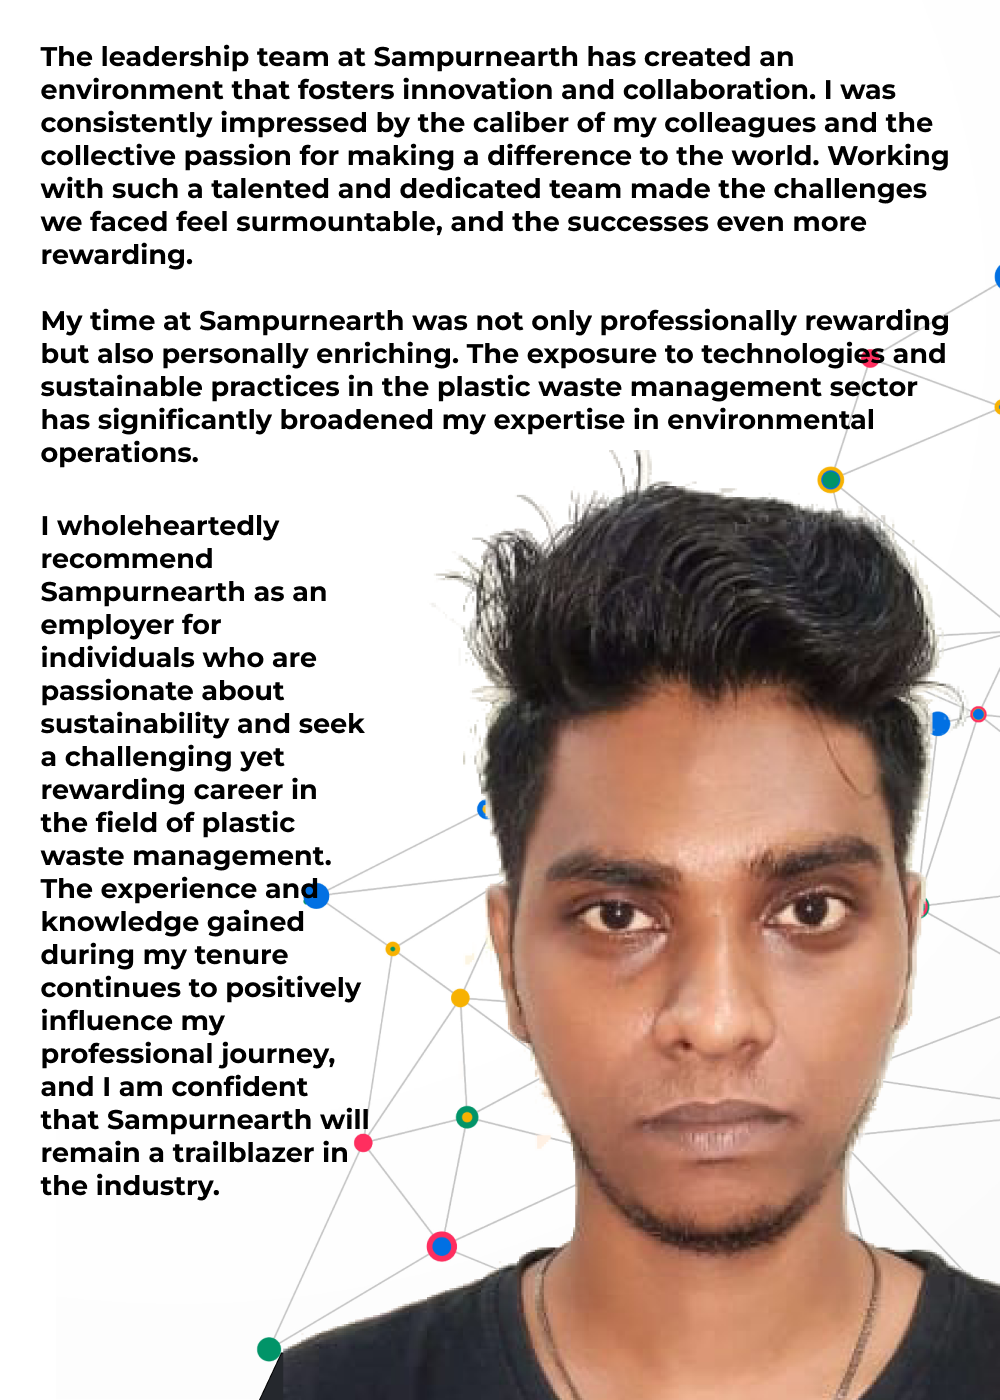 The leadership team at Sampurnearth has created an
environment that fosters innovation and collaboration. I was
consistently impressed by the caliber of my colleagues and the
collective passion for making a difference to the world. Working
with such a talented and dedicated team made the challenges
we faced feel surmountable, and the successes even more
rewarding.
My time at Sampurnearth was not only professionally rewarding
but also personally enriching. The exposure to technologies and
sustainable practices in the plastic waste management sector
has significantly broadened my expertise in environmental
operations.
I wholeheartedly
recommend
Sampurnearth as an
employer for
individuals who are
passionate about
sustainability and seek
a challenging yet
rewarding career in
the field of plastic
waste management.
The experience and
knowledge gained
during my tenure
continues to positively
influence my
professional journey,
and I am confident
that Sampurnearth will
remain a trailblazer in
the industry.